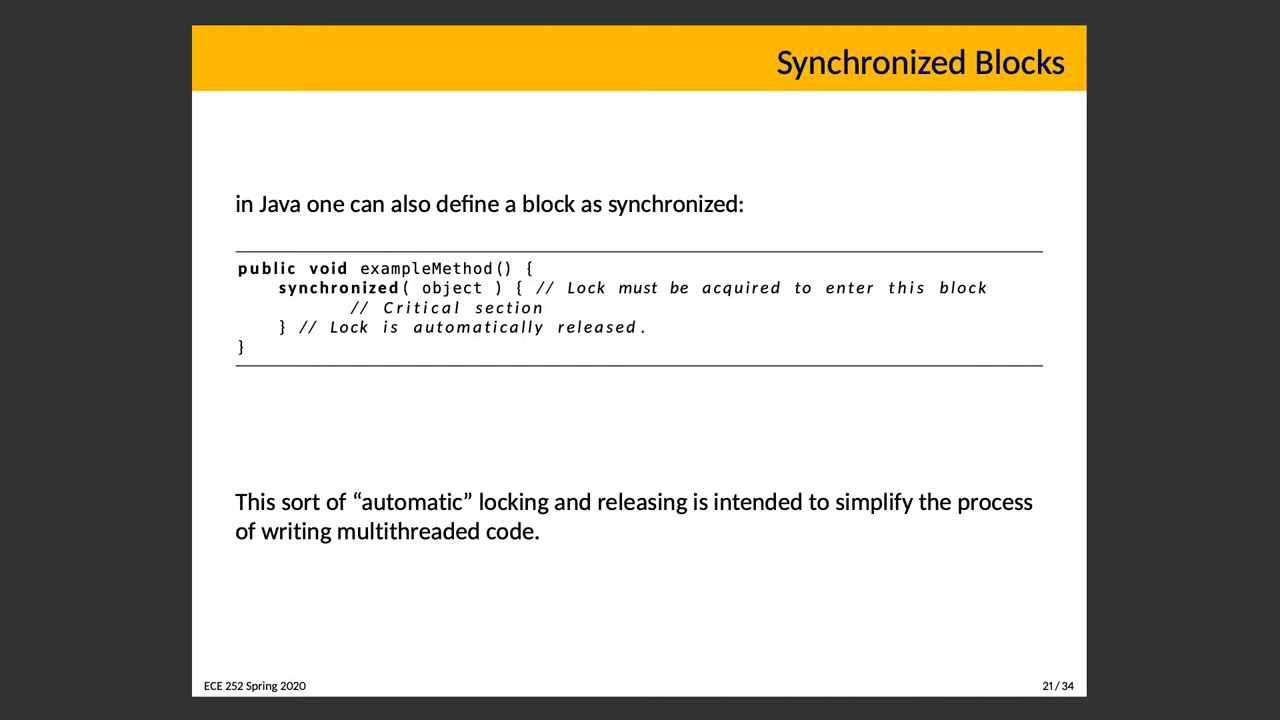 Synchronized Blocks
in Java one can also define a block as synchronized:
public void exampleMethod() {
synchronized( object ) { // Lock must be acquired to enter this block
// Critical section
} // Lock is automatically released.
}
This sort of “automatic” locking and releasing is intended to simplify the process
of writing multithreaded code.
ECE 252 Spring 2020
21 / 34